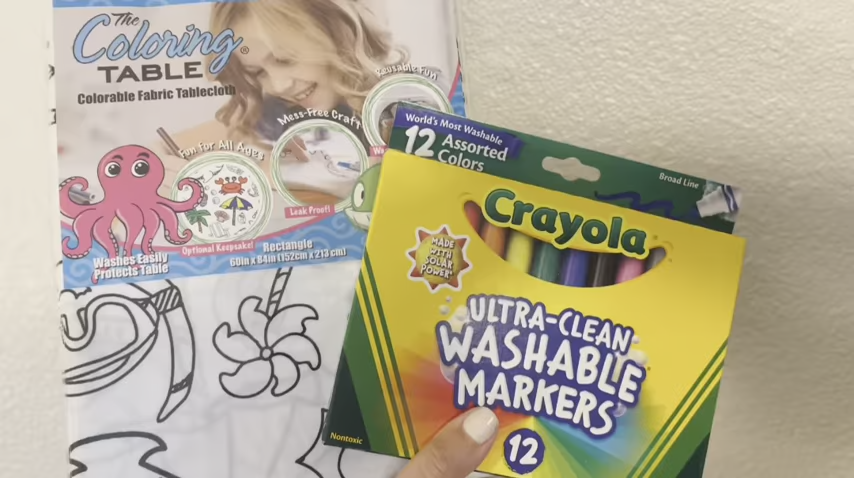 The
Coloring®
TABLE
Colorable Fabric Tablecloth
Reusable Fun
Mess-Free Craft
Fun for All Ages
Leak Proof!
Optional Keepsake!
Rectangle
60in x 84in (152cm x 213cm)
Washes Easily
Protects Table
World's Most Washable
12 Assorted
Colors
Broad Line
Crayola
MADE
WITH
SOLAR
POWER*
ULTRA-CLEAN
WASHABLE
MARKERS
12
Nontoxic